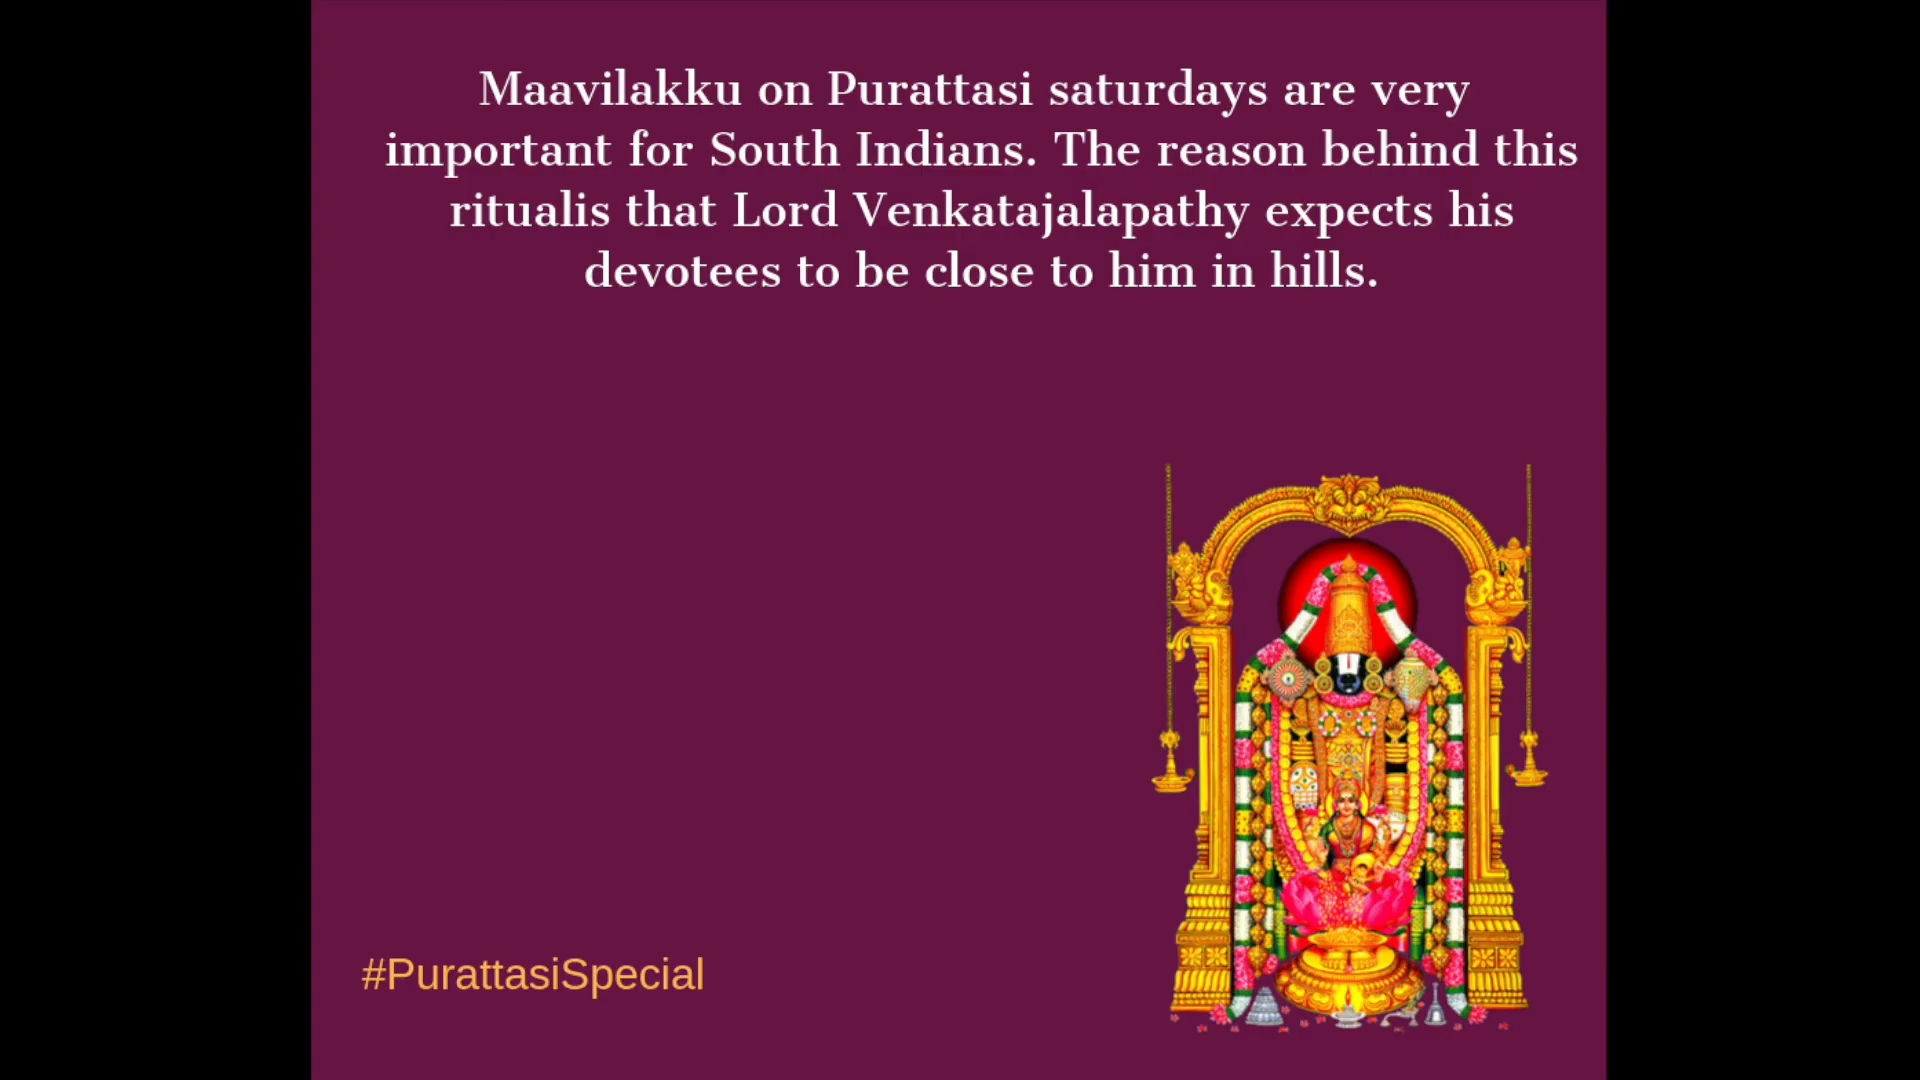 Maavilakku on Purattasi saturdays are very
important for South Indians. The reason behind this
ritualis that Lord Venkatajalapathy expects his
devotees to be close to him in hills.
#PurattasiSpecial